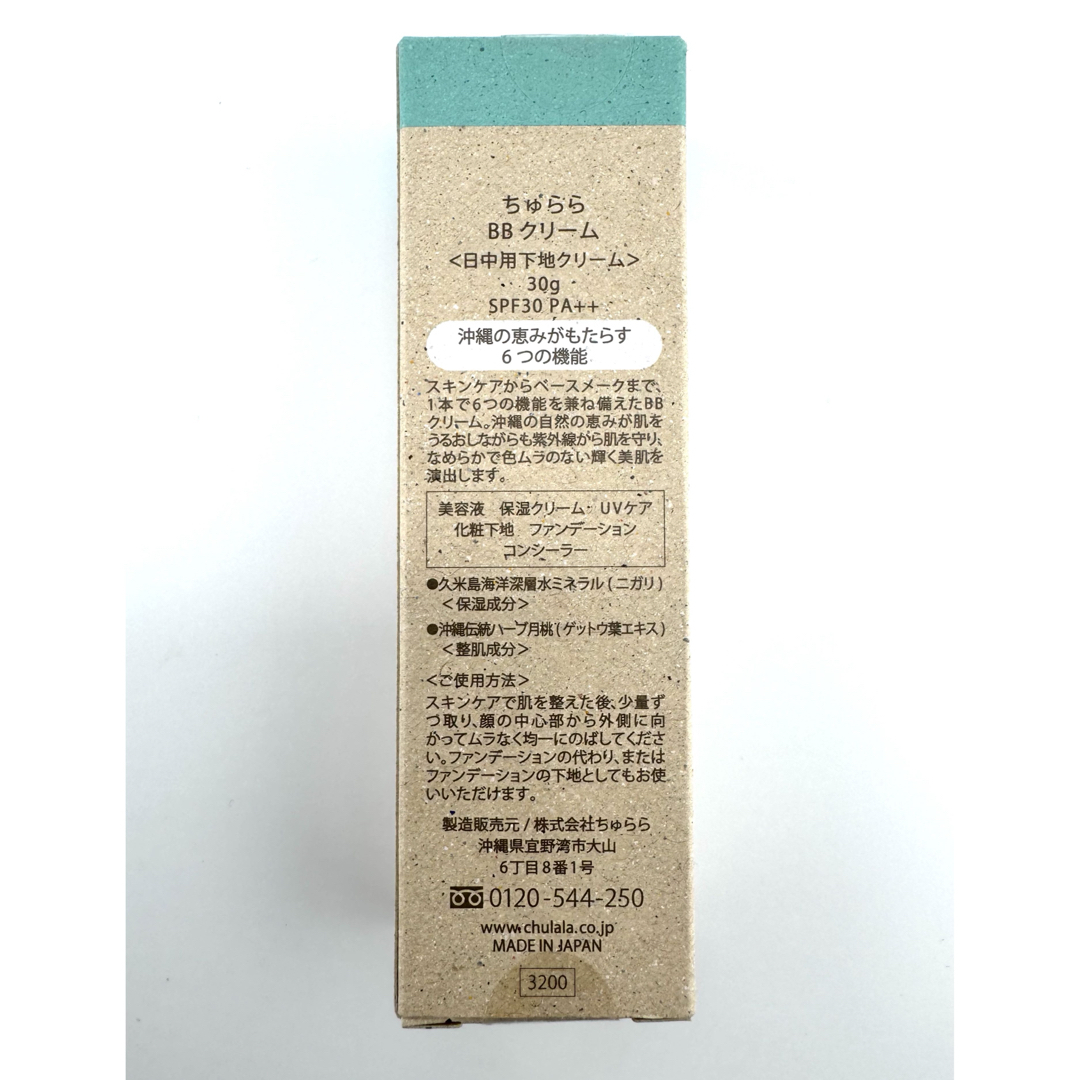 ちゅらら
BB クリーム
＜日中用下地クリーム＞
30g
SPF30 PA++
沖縄の恵みがもたらす
6つの機能
スキンケアからベースメークまで、
1本で6つの機能を兼ね備えたBB
クリーム。沖縄の自然の恵みが肌を
うるおしながらも紫外線から肌を守り、
なめらかで色ムラのない輝く美肌を
演出します。
美容液　保湿クリーム　UVケア
化粧下地　ファンデーション
コンシーラー
●久米島海洋深層水ミネラル(ニガリ)
＜保湿成分＞
●沖縄伝統ハーブ月桃(ゲットウ葉エキス)
＜整肌成分＞
＜ご使用方法＞
スキンケアで肌を整えた後、少量ず
つ取り、顔の中心部から外側に向
かってムラなく均一にのばしてくださ
い。ファンデーションの代わり、または
ファンデーションの下地としてもお使
いいただけます。
製造販売元/株式会社ちゅらら
沖縄県宜野湾市大山
6丁目8番1号
0120-544-250
www.chulala.co.jp
MADE IN JAPAN
3200